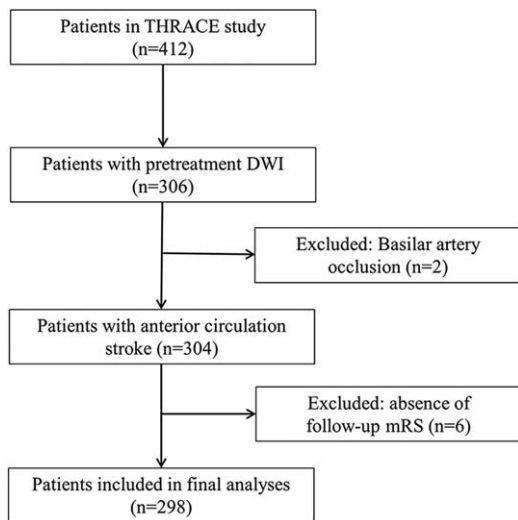 Patients in THRACE study
(n=412)
Patients with pretreatment DWI
(n=306)
Excluded: Basilar artery
occlusion (n=2)
Patients with anterior circulation
stroke (n=304)
Excluded: absence of
follow-up mRS (n=6)
Patients included in final analyses
(n=298)